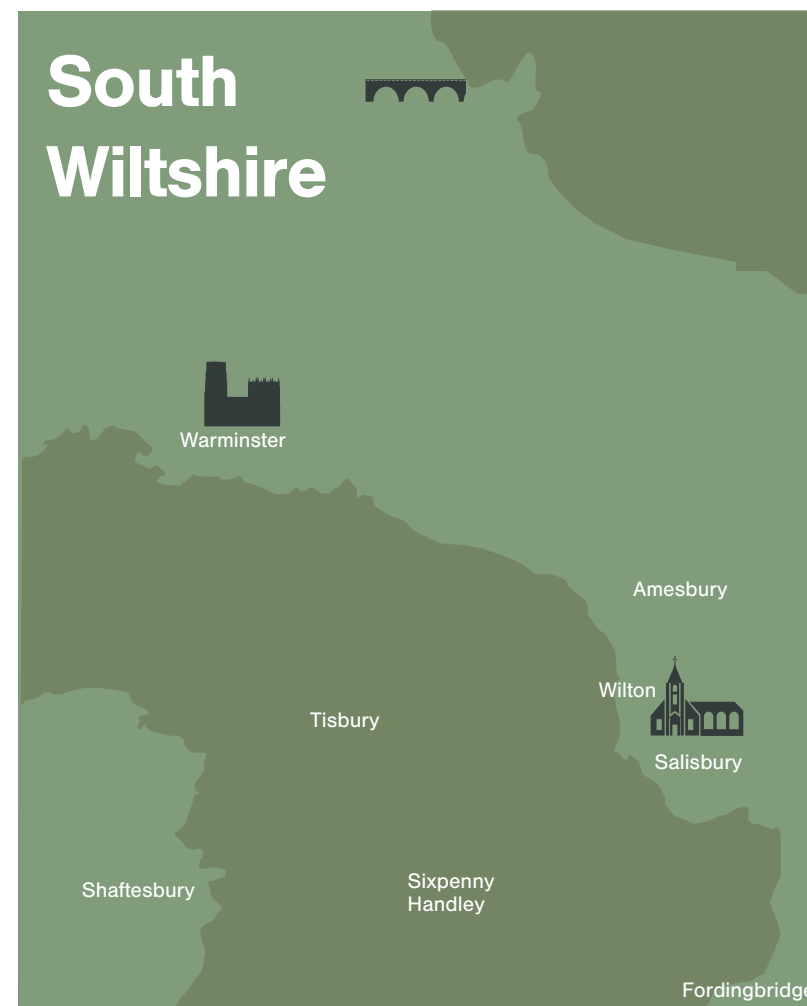 South
Wiltshire
Warminster
Amesbury
Wilton
Tisbury
Salisbury
Sixpenny
Handley
Shaftesbury
Fordingbridge